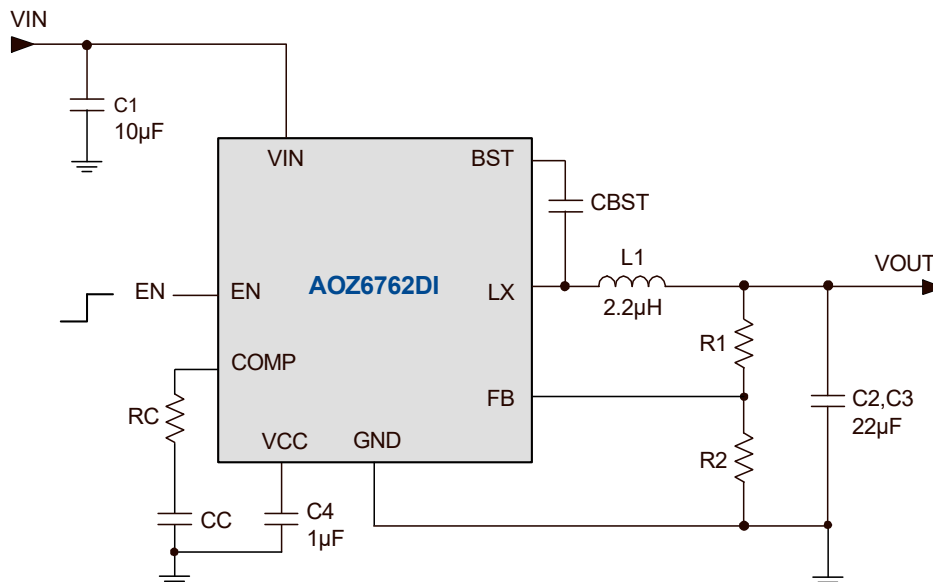 VIN
C1
10µF
VIN
BST
CBST
L1
VOUT
EN
EN
AOZ6762DI
LX
2.2µH
R1
COMP
FB
C2,C3
22µF
RC
VCC
GND
R2
CC
C4
1µF